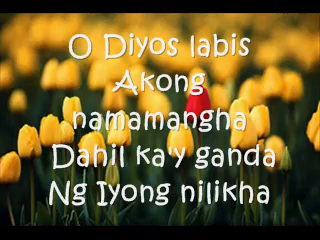 O Diyos labis
Akong
namamangha
Dahil ka'y ganda
Ng Iyong nilikha